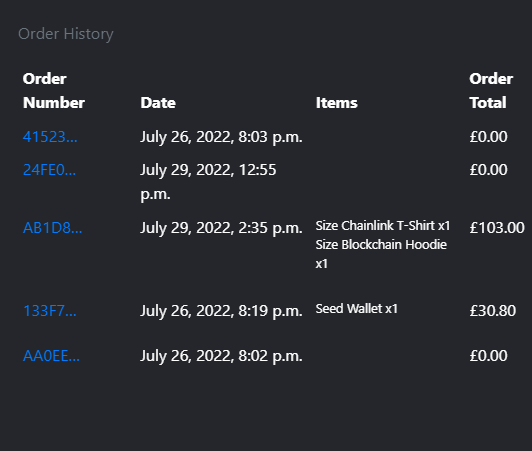 Order History
Order Number Date Items Order Total
41523... July 26, 2022, 8:03 p.m. £0.00
24FE0... July 29, 2022, 12:55 p.m. £0.00
AB1D8... July 29, 2022, 2:35 p.m. Size Chainlink T-Shirt x1 £103.00
Size Blockchain Hoodie
x1
133F7... July 26, 2022, 8:19 p.m. Seed Wallet x1 £30.80
AA0EE... July 26, 2022, 8:02 p.m. £0.00